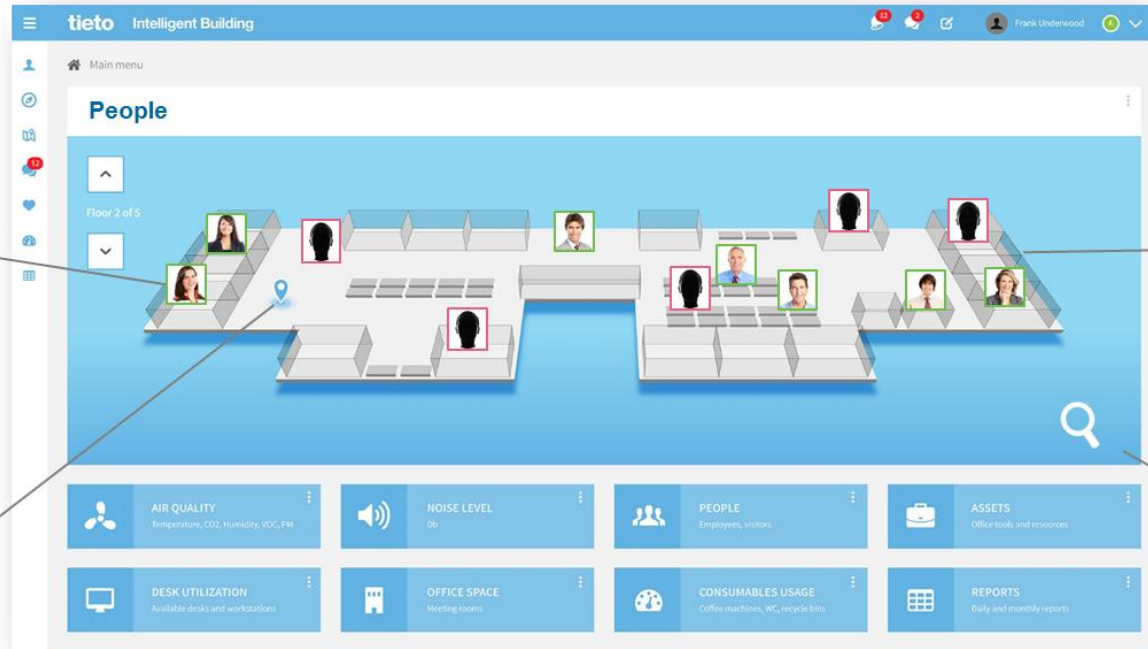 tieto Intelligent Building
12
2
Frank Underwood
A
Main menu
People
12
Floor 2 of 5
AIR QUALITY
Temperature, CO2, Humidity, VOC, PM
NOISE LEVEL
Db
PEOPLE
Employees, visitors
ASSETS
Office tools and resources
DESK UTILIZATION
Available desks and workstations
OFFICE SPACE
Meeting rooms
CONSUMABLES USAGE
Coffee machines, WC, recycle bins
REPORTS
Daily and monthly reports